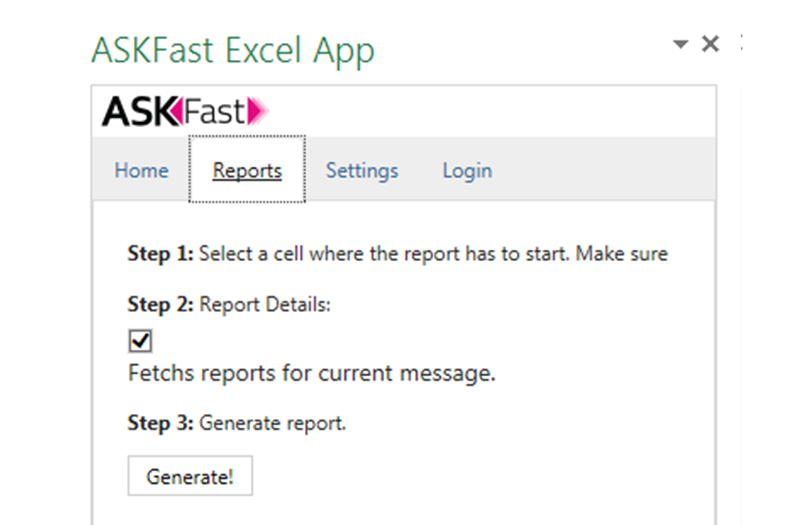 ASKFast Excel App
ASKFast
Home Reports Settings Login
Step 1: Select a cell where the report has to start. Make sure
Step 2: Report Details:
Fetchs reports for current message.
Step 3: Generate report.
Generate!